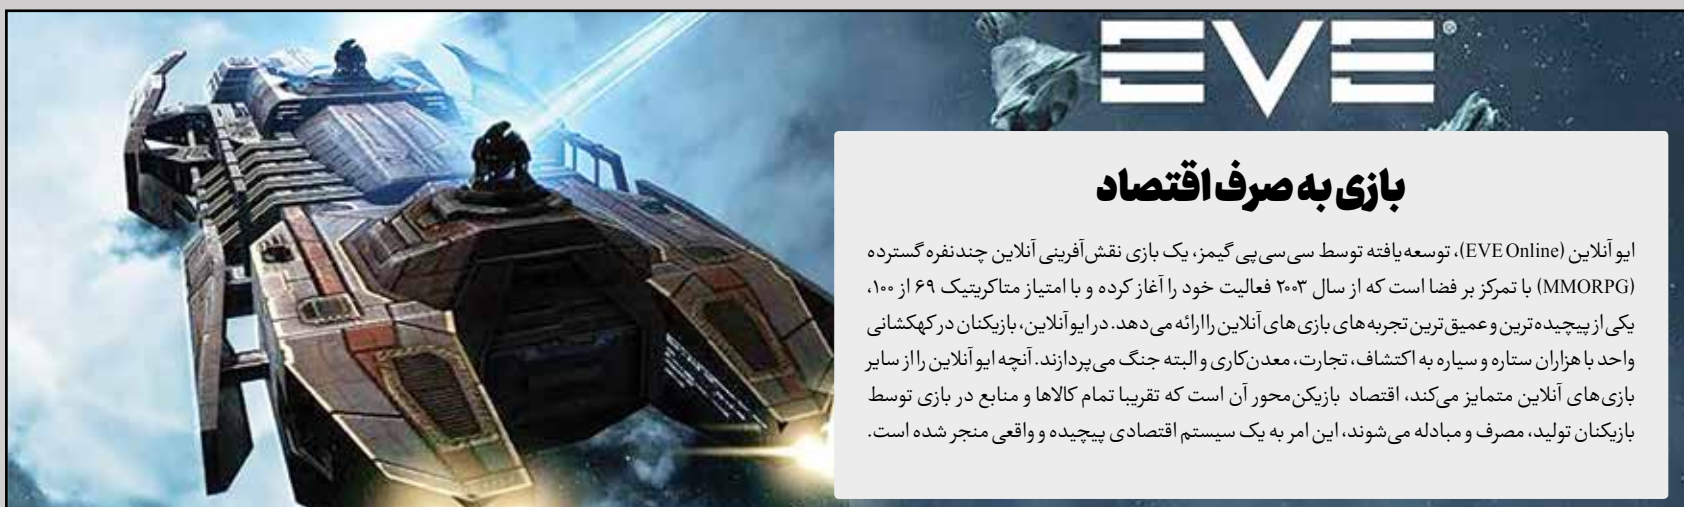 EVE®
بازی به صرف اقتصاد
ایو آنلاین (EVE Online)، توسعه‌یافته توسط سی‌سی‌پی گیمز، یک بازی نقش‌آفرینی آنلاین چندنفره گسترده
(MMORPG) با تمرکز بر فضا است که از سال ۲۰۰۳ فعالیت خود را آغاز کرده و با امتیاز متاکریتیک ۶۹ از ۱۰۰،
یکی از پیچیده‌ترین و عمیق‌ترین تجربه‌های بازی‌های آنلاین را ارائه می‌دهد. در ایو آنلاین، بازیکنان در کهکشانی
واحد با هزاران ستاره و سیاره به اکتشاف، تجارت، معدن‌کاری و البته جنگ می‌پردازند. آنچه ایو آنلاین را از سایر
بازی‌های آنلاین متمایز می‌کند، اقتصاد بازیکن‌محور آن است که تقریبا تمام کالاها و منابع در بازی توسط
بازیکنان تولید، مصرف و مبادله می‌شوند، این امر به یک سیستم اقتصادی پیچیده و واقعی منجر شده است.